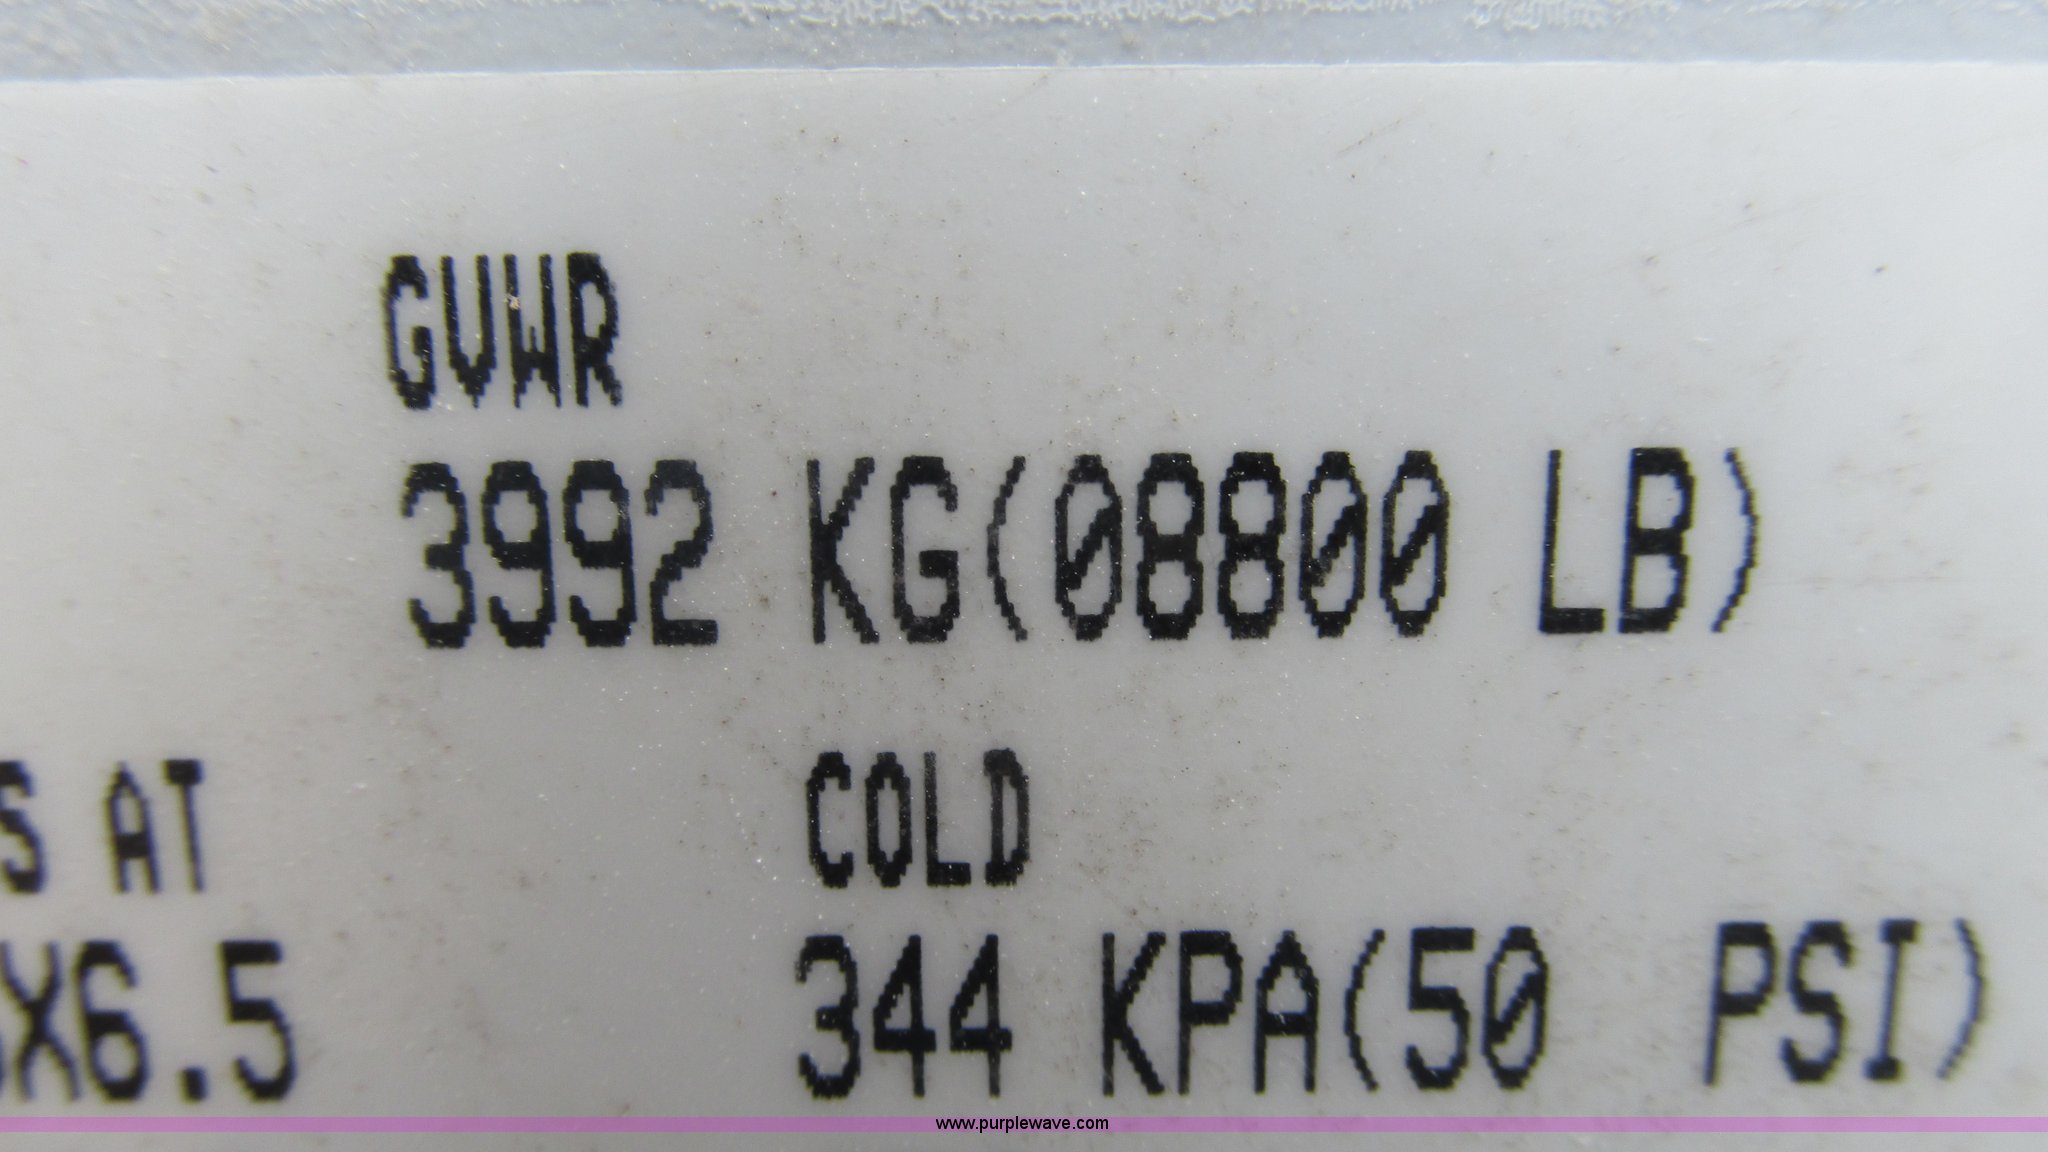 GVWR
3992 KG(08800 LB)
S AT COLD
X6.5 344 KPA(50 PSI)
www.purplewave.com